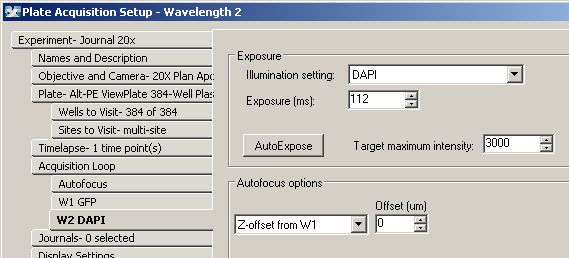 Plate Acquisition Setup - Wavelength 2
Experiment- Journal 20x
Names and Description
Objective and Camera- 20X Plan Apo
Plate- Alt-PE ViewPlate 384-Well Plas
Wells to Visit- 384 of 384
Sites to Visit- multi-site
Timelapse- 1 time point(s)
Acquisition Loop
Autofocus
W1 GFP
W2 DAPI
Journals- 0 selected
Display Settings
Exposure
Illumination setting: DAPI
Exposure (ms): 112
AutoExpose Target maximum intensity: 3000
Autofocus options
Offset (um)
Z-offset from W1 0